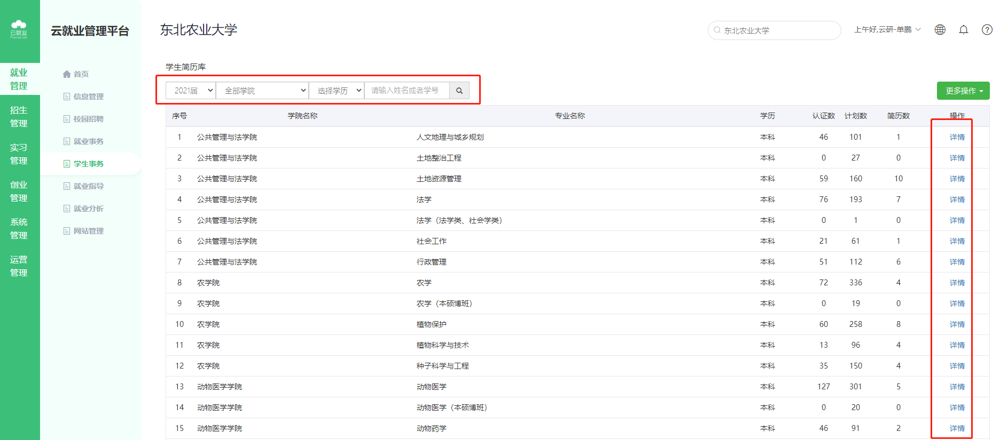 云就业
Precise Job
云就业管理平台
东北农业大学
东北农业大学
上午好,云研-单鹏
就业
管理
招生
管理
实习
管理
创业
管理
系统
管理
运营
管理
首页
信息管理
校园招聘
就业事务
学生事务
就业指导
就业分析
网站管理
学生简历库
2021届 全部学院 选择学历 请输入姓名或者学号
更多操作
序号 学院名称 专业名称 学历 认证数 计划数 简历数 操作
1 公共管理与法学院 人文地理与城乡规划 本科 46 101 1 详情
2 公共管理与法学院 土地整治工程 本科 0 27 0 详情
3 公共管理与法学院 土地资源管理 本科 59 160 10 详情
4 公共管理与法学院 法学 本科 76 193 7 详情
5 公共管理与法学院 法学（法学类、社会学类） 本科 0 1 0 详情
6 公共管理与法学院 社会工作 本科 21 61 1 详情
7 公共管理与法学院 行政管理 本科 51 112 6 详情
8 农学院 农学 本科 72 336 4 详情
9 农学院 农学（本硕博班） 本科 0 19 0 详情
10 农学院 植物保护 本科 60 258 8 详情
11 农学院 植物科学与技术 本科 13 96 4 详情
12 农学院 种子科学与工程 本科 35 150 4 详情
13 动物医学学院 动物医学 本科 127 301 5 详情
14 动物医学学院 动物医学（本硕博班） 本科 0 20 0 详情
15 动物医学学院 动物药学 本科 46 91 2 详情